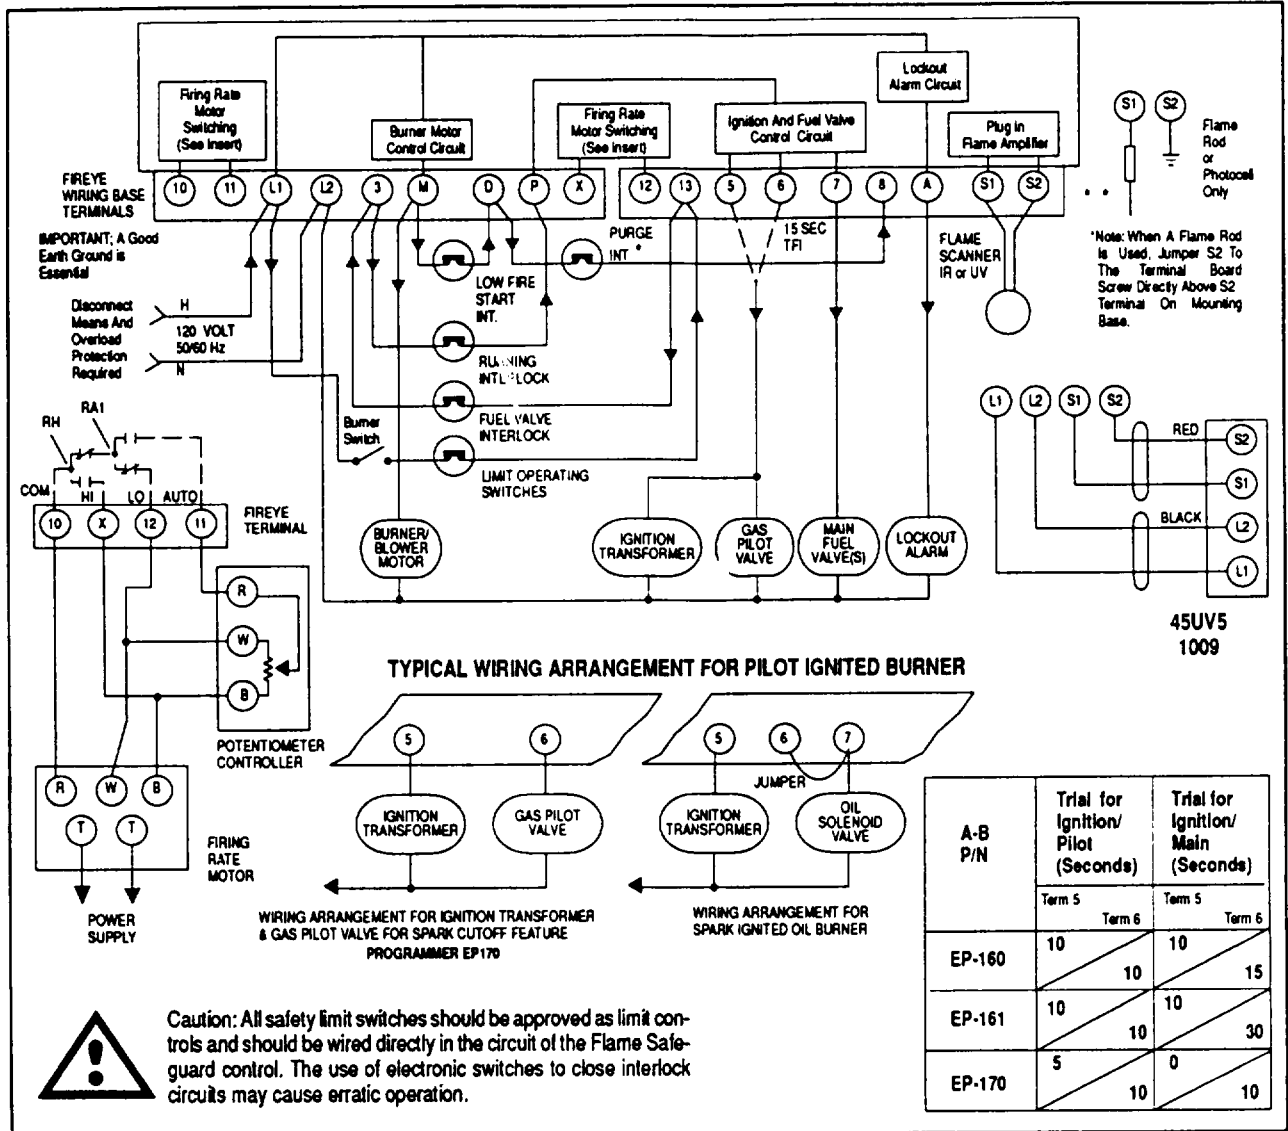 Firing Rate
Motor
Switching
(See Insert)
Burner Motor
Control Circuit
Firing Rate
Motor Switching
(See Insert)
Ignition And Fuel Valve
Control Circuit
Lockout
Alarm Circuit
Plug In
Flame Amplifier
S1 S2
Flame
Rod
or
Photocell
Only
FIREYE
WIRING BASE
TERMINALS
10 11 L1 L2 3 M D P X 12 13 5 6 7 8 A S1 S2
* *
IMPORTANT; A Good
Earth Ground is
Essential
LOW FIRE
START
INT.
PURGE
INT *
15 SEC
TFI
FLAME
SCANNER
IR or UV
*Note: When A Flame Rod
Is Used, Jumper S2 To
The Terminal Board
Screw Directly Above S2
Terminal On Mounting
Base.
Disconnect
Means And
Overload
Protection
Required
H
120 VOLT
50/60 Hz
N
RUNNING
INTERLOCK
FUEL VALVE
INTERLOCK
Burner
Switch
LIMIT OPERATING
SWITCHES
L1 L2 S1 S2
RED
BLACK
S2
S1
L2
L1
45UV5
1009
RH
RA1
COM HI LO AUTO
10 X 12 11
FIREYE
TERMINAL
BURNER/
BLOWER
MOTOR
IGNITION
TRANSFORMER
GAS
PILOT
VALVE
MAIN
FUEL
VALVE(S)
LOCKOUT
ALARM
R
W
B
POTENTIOMETER
CONTROLLER
R W B
T T
FIRING
RATE
MOTOR
POWER
SUPPLY
TYPICAL WIRING ARRANGEMENT FOR PILOT IGNITED BURNER
5 6
IGNITION
TRANSFORMER
GAS PILOT
VALVE
WIRING ARRANGEMENT FOR IGNITION TRANSFORMER
& GAS PILOT VALVE FOR SPARK CUTOFF FEATURE
PROGRAMMER EP170
5 6 7
JUMPER
IGNITION
TRANSFORMER
OIL
SOLENOID
VALVE
WIRING ARRANGEMENT FOR
SPARK IGNITED OIL BURNER
A-B
P/N
Trial for
Ignition/
Pilot
(Seconds)
Trial for
Ignition/
Main
(Seconds)
Term 5
Term 6
Term 5
Term 6
EP-160 10 10 10 15
EP-161 10 10 10 30
EP-170 5 10 0 10
Caution: All safety limit switches should be approved as limit con-
trols and should be wired directly in the circuit of the Flame Safe-
guard control. The use of electronic switches to close interlock
circuits may cause erratic operation.